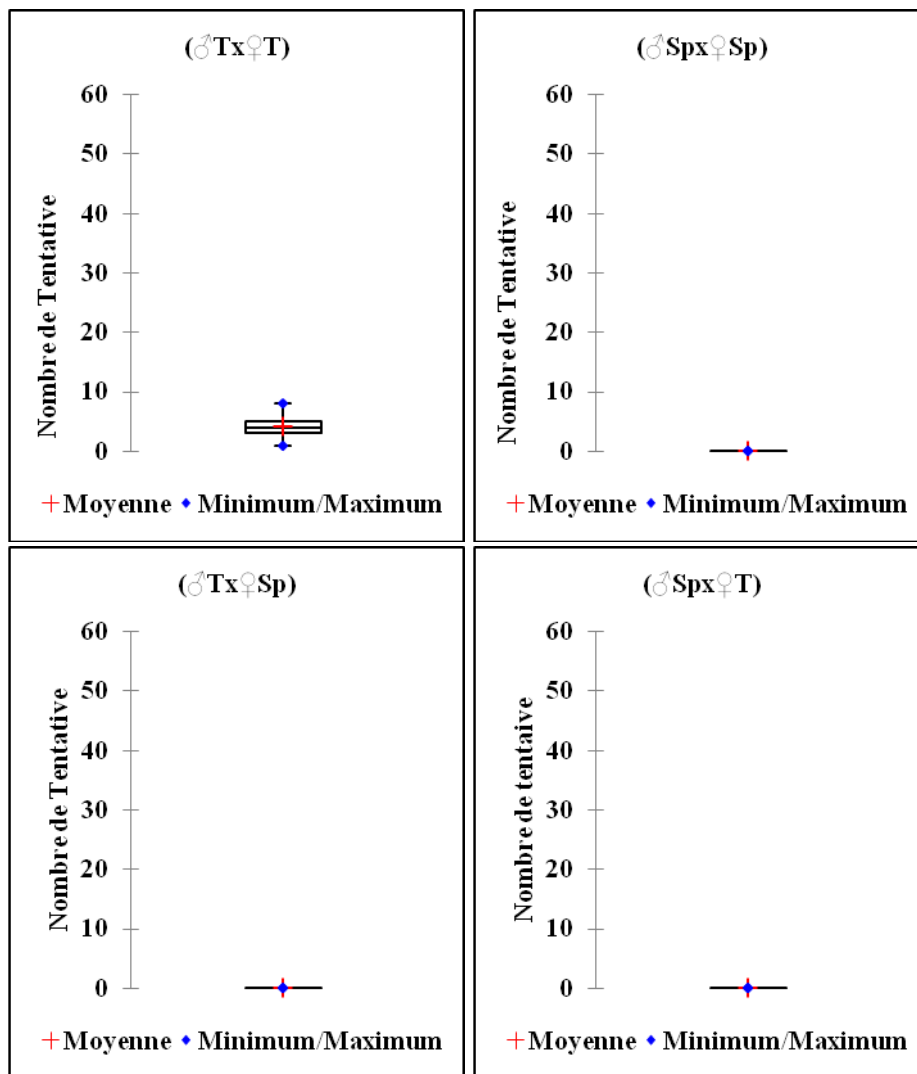 (♂Tx♀T)
Nombre de Tentative
60
50
40
30
20
10
0
Moyenne Minimum/Maximum
(♂Spx♀Sp)
Nombre de Tentative
60
50
40
30
20
10
0
Moyenne Minimum/Maximum
(♂Tx♀Sp)
Nombre de Tentative
60
50
40
30
20
10
0
Moyenne Minimum/Maximum
(♂Spx♀T)
Nombre de tentaive
60
50
40
30
20
10
0
Moyenne Minimum/Maximum